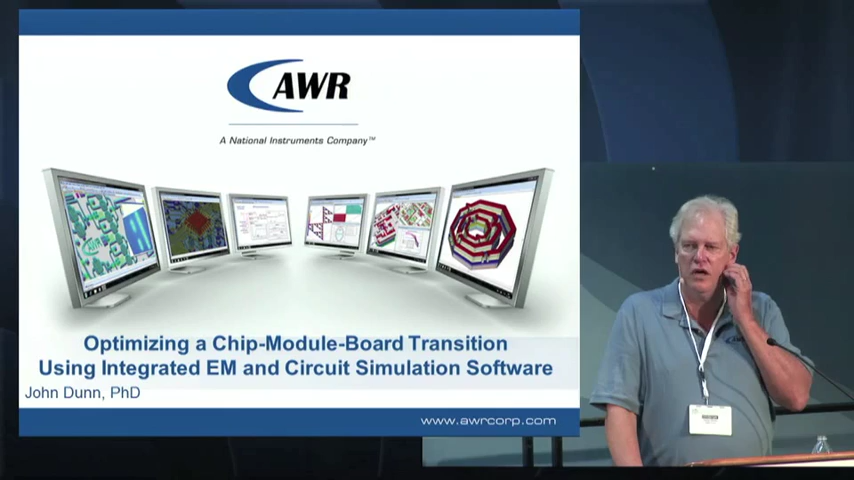 AWR
A National Instruments Company™
AWR
Optimizing a Chip-Module-Board Transition
Using Integrated EM and Circuit Simulation Software
John Dunn, PhD
www.awrcorp.com